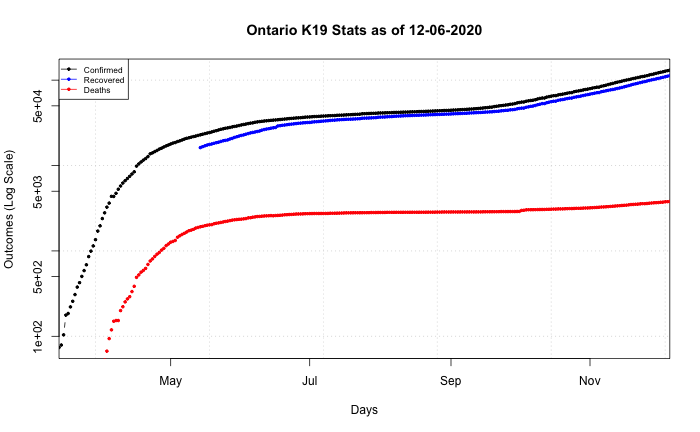 Ontario K19 Stats as of 12-06-2020
Confirmed
Recovered
Deaths
Outcomes (Log Scale)
5e+04
5e+03
5e+02
1e+02
May Jul Sep Nov
Days